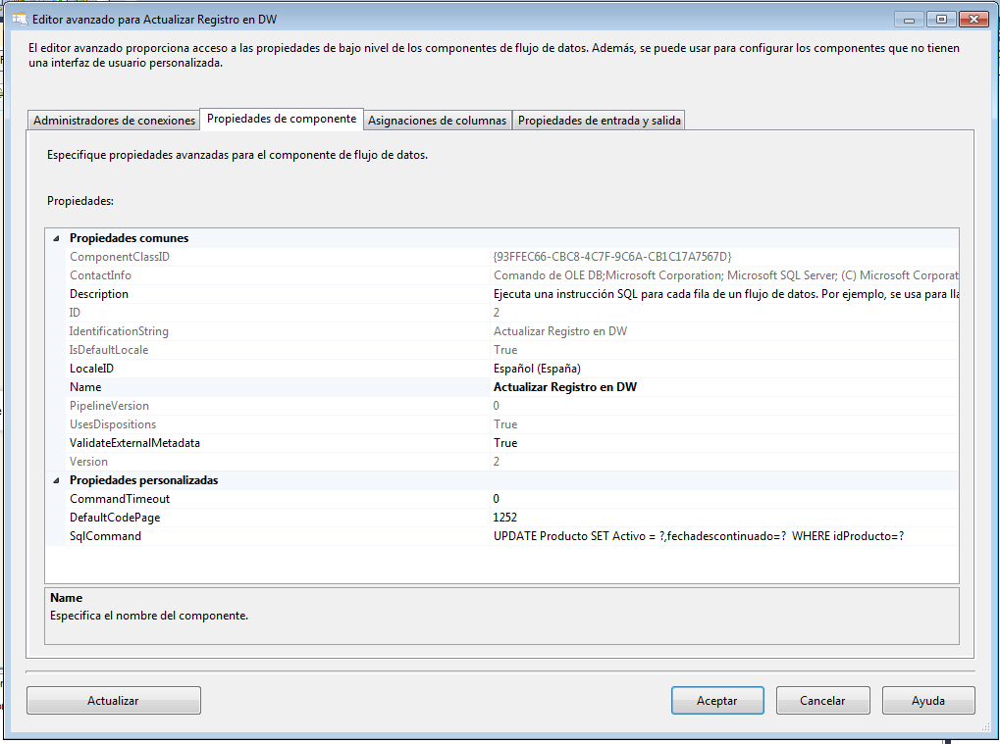 Editor avanzado para Actualizar Registro en DW
El editor avanzado proporciona acceso a las propiedades de bajo nivel de los componentes de flujo de datos. Además, se puede usar para configurar los componentes que no tienen
una interfaz de usuario personalizada.
Administradores de conexiones Propiedades de componente Asignaciones de columnas Propiedades de entrada y salida
Especifique propiedades avanzadas para el componente de flujo de datos.
Propiedades:
Propiedades comunes
ComponentClassID {93FFEC66-CBC8-4C7F-9C6A-CB1C17A7567D}
ContactInfo Comando de OLE DB;Microsoft Corporation; Microsoft SQL Server; (C) Microsoft Corporat
Description Ejecuta una instrucción SQL para cada fila de un flujo de datos. Por ejemplo, se usa para lla
ID 2
IdentificationString Actualizar Registro en DW
IsDefaultLocale True
LocaleID Español (España)
Name Actualizar Registro en DW
PipelineVersion 0
UsesDispositions True
ValidateExternalMetadata True
Version 2
Propiedades personalizadas
CommandTimeout 0
DefaultCodePage 1252
SqlCommand UPDATE Producto SET Activo = ?,fechadescontinuado=?  WHERE idProducto=?
Name
Especifica el nombre del componente.
Actualizar Aceptar Cancelar Ayuda